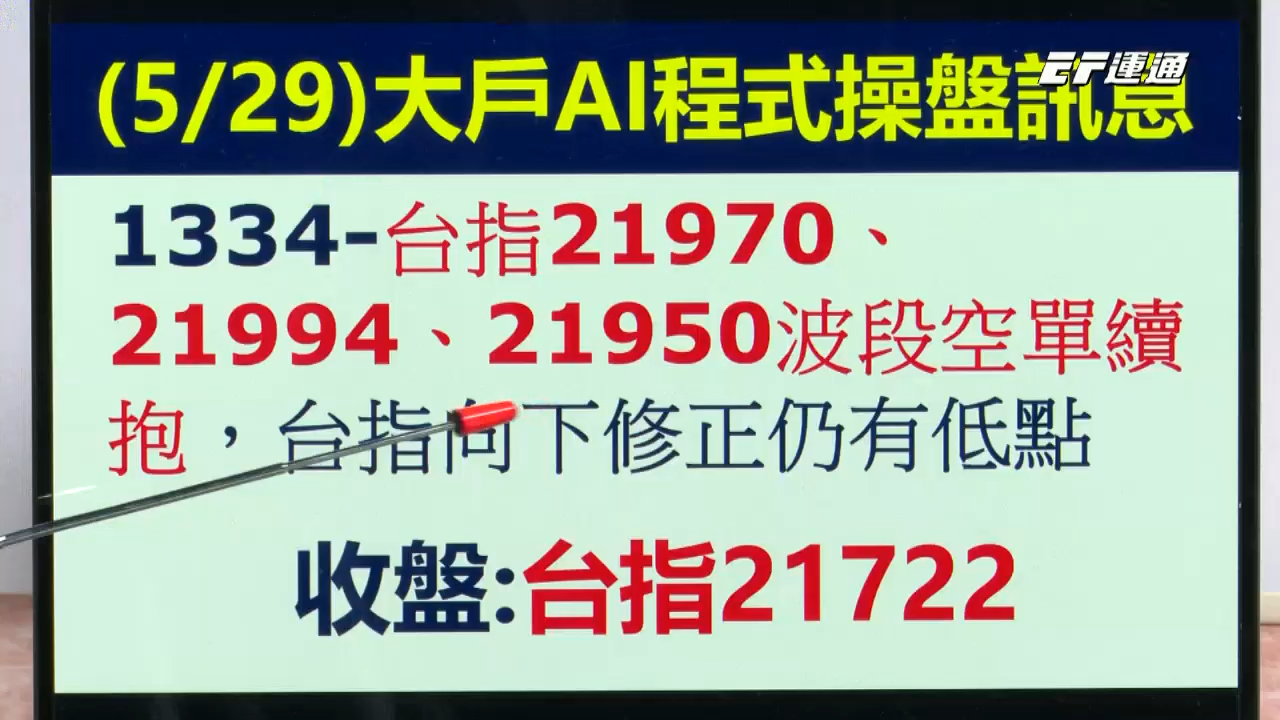 (5/29)大戶AI程式操盤訊息
EF運通
1334-台指21970、
21994、21950波段空單續
抱，台指向下修正仍有低點
收盤:台指21722